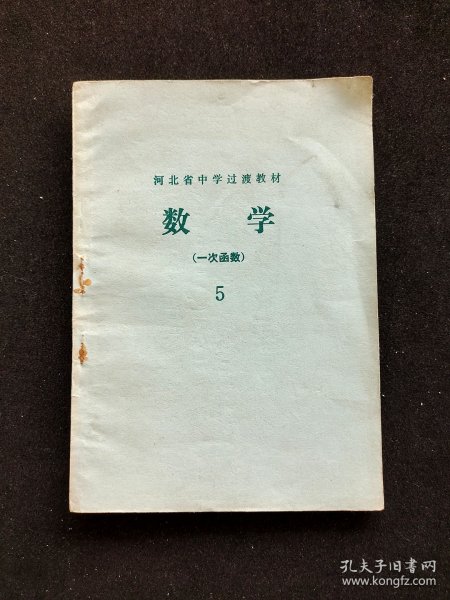 河北省中学过渡教材
数学
(一次函数)
5
孔夫子旧书网
www.kongfz.com